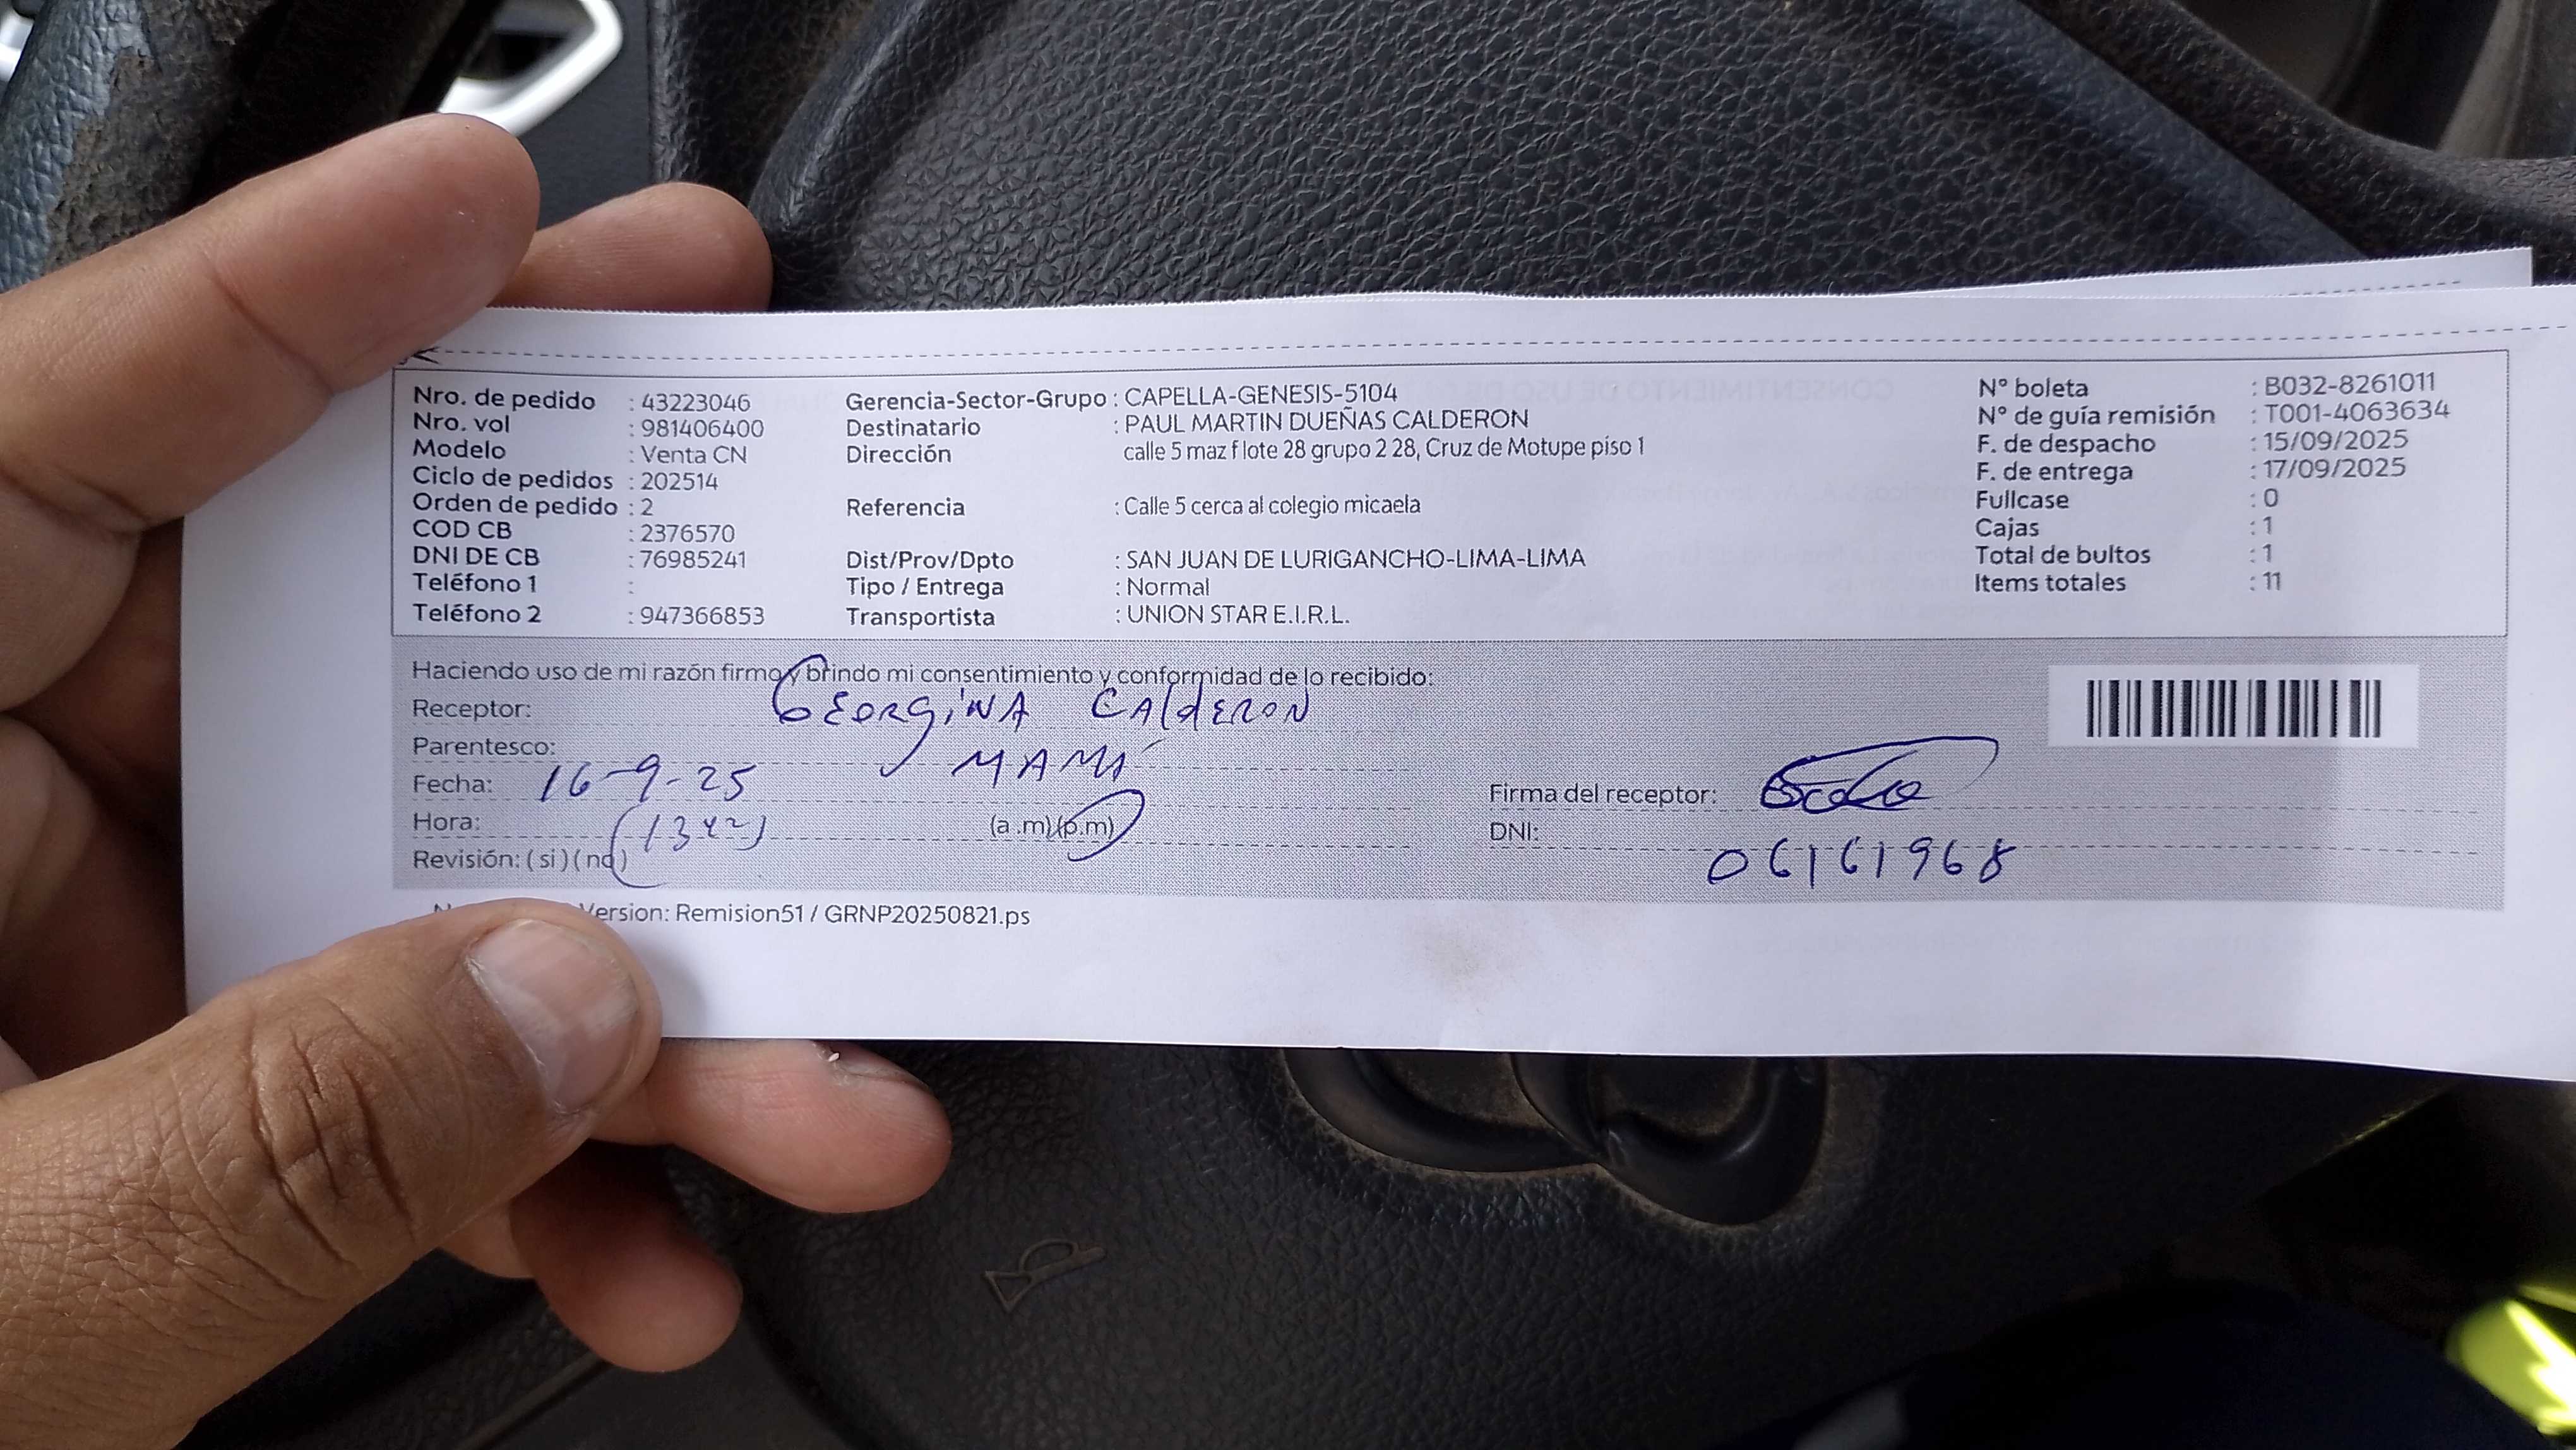 Nro. de pedido : 43223046
Nro. vol : 981406400
Modelo : Venta CN
Ciclo de pedidos : 202514
Orden de pedido : 2
COD CB : 2376570
DNI DE CB : 76985241
Teléfono 1 :
Teléfono 2 : 947366853
Gerencia-Sector-Grupo : CAPELLA-GENESIS-5104
Destinatario : PAUL MARTIN DUEÑAS CALDERON
Dirección calle 5 maz f lote 28 grupo 2 28, Cruz de Motupe piso 1
Referencia : Calle 5 cerca al colegio micaela
Dist/Prov/Dpto : SAN JUAN DE LURIGANCHO-LIMA-LIMA
Tipo / Entrega : Normal
Transportista : UNION STAR E.I.R.L.
N° boleta : B032-8261011
N° de guía remisión : T001-4063634
F. de despacho : 15/09/2025
F. de entrega : 17/09/2025
Fullcase : 0
Cajas : 1
Total de bultos : 1
Items totales : 11
Haciendo uso de mi razón firmo y brindo mi consentimiento y conformidad de lo recibido:
Receptor: GEORGINA CALDERON
Parentesco: MAMÁ
Fecha: 16-9-25
Hora: (1342) (a .m)(p.m)
Revisión: ( si ) ( no )
Firma del receptor:
DNI: 06161968
Version: Remision51 / GRNP20250821.ps